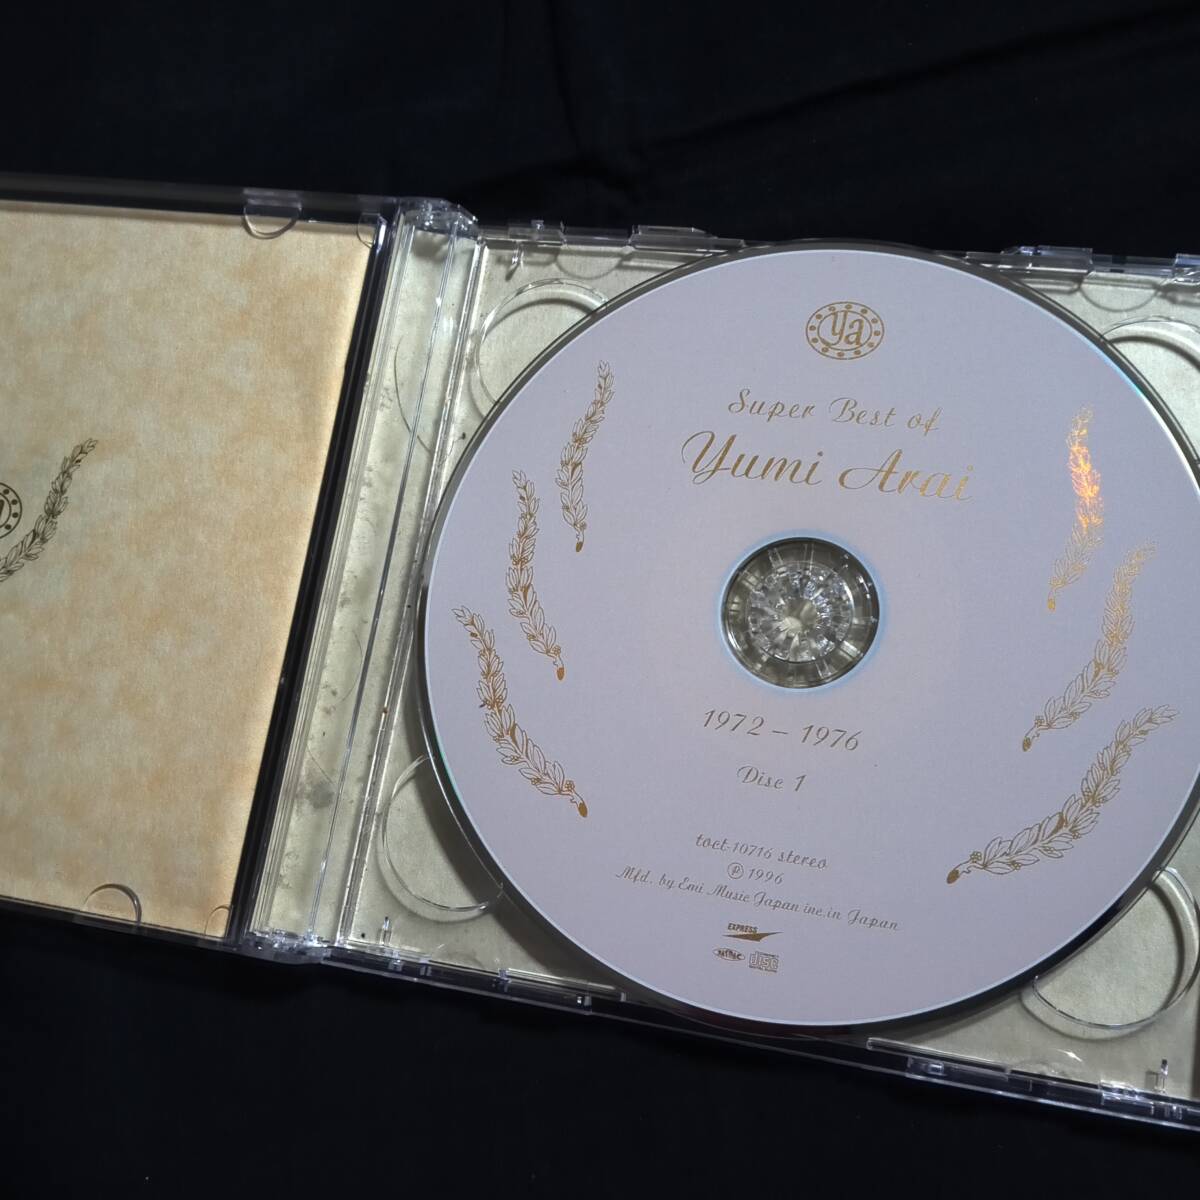 ya
Super Best of
Yumi Arai
1972 – 1976
Disc 1
toct-10716 stereo
Ⓟ 1996
Mfd. by Emi Music Japan inc. in Japan
EXPRESS
disc